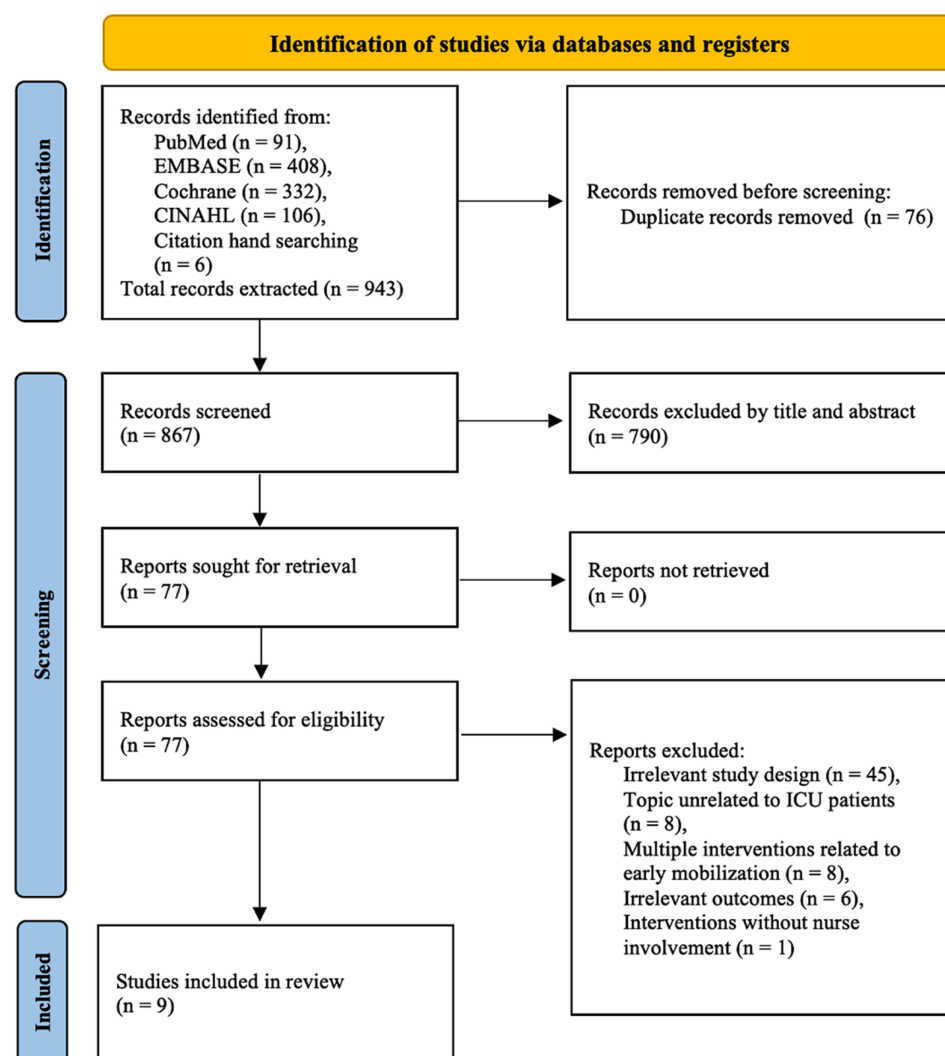 Identification of studies via databases and registers
Identification
Records identified from:
PubMed (n = 91),
EMBASE (n = 408),
Cochrane (n = 332),
CINAHL (n = 106),
Citation hand searching
(n = 6)
Total records extracted (n = 943)
Records removed before screening:
Duplicate records removed (n = 76)
Screening
Records screened
(n = 867)
Records excluded by title and abstract
(n = 790)
Reports sought for retrieval
(n = 77)
Reports not retrieved
(n = 0)
Reports assessed for eligibility
(n = 77)
Reports excluded:
Irrelevant study design (n = 45),
Topic unrelated to ICU patients
(n = 8),
Multiple interventions related to
early mobilization (n = 8),
Irrelevant outcomes (n = 6),
Interventions without nurse
involvement (n = 1)
Included
Studies included in review
(n = 9)